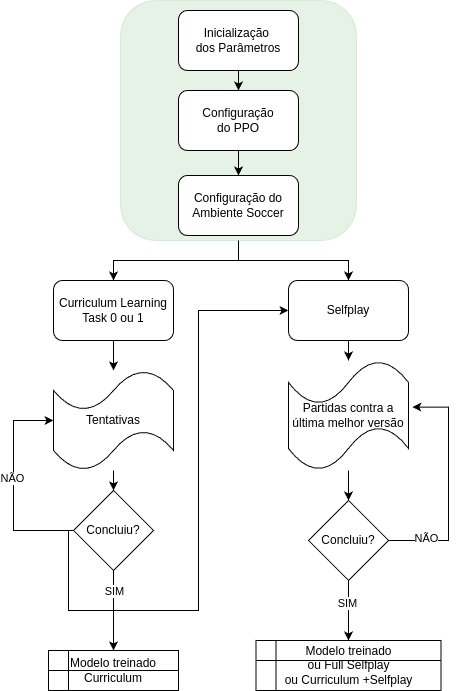 Inicialização
dos Parâmetros
Configuração
do PPO
Configuração do
Ambiente Soccer
Curriculum Learning
Task 0 ou 1
Selfplay
Tentativas
Partidas contra a
última melhor versão
NÃO
Concluiu?
Concluiu?
NÃO
SIM
SIM
Modelo treinado
Curriculum
Modelo treinado
ou Full Selfplay
ou Curriculum +Selfplay